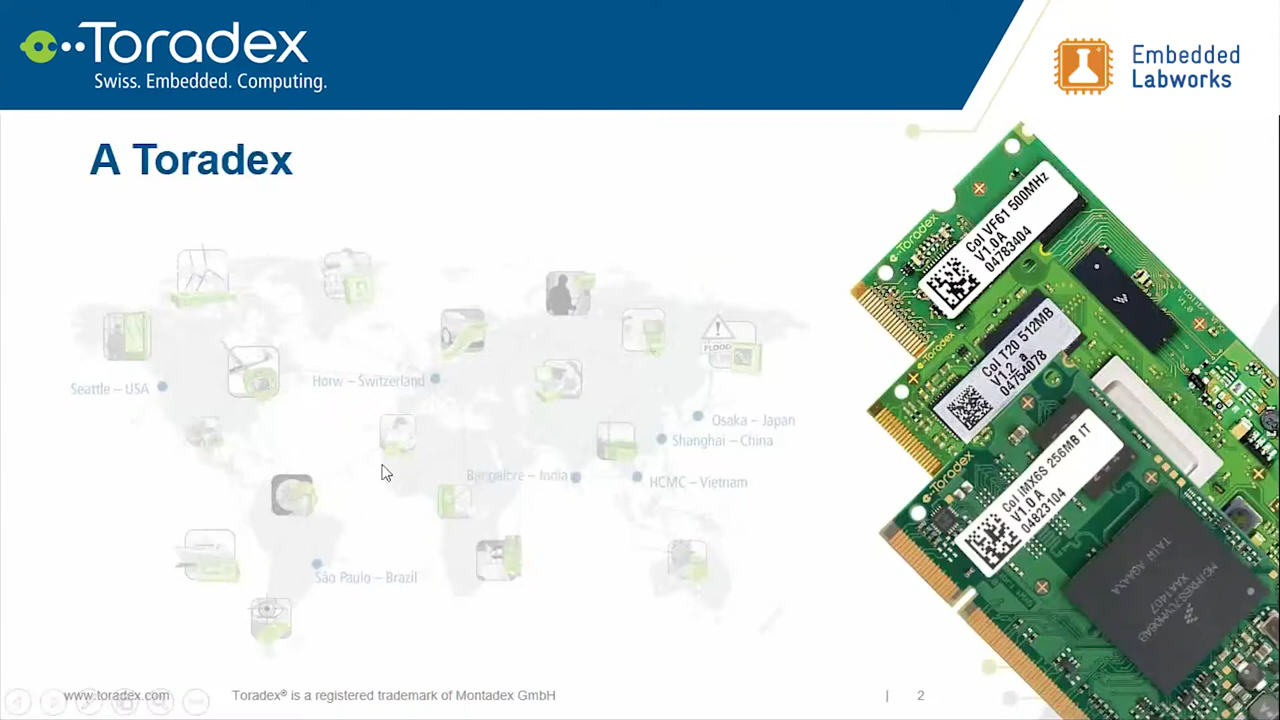 Toradex
Swiss. Embedded. Computing.
Embedded
Labworks
A Toradex
FLOOD
Seattle – USA
Horw – Switzerland
Osaka – Japan
Shanghai – China
Bangalore – India
HCMC – Vietnam
São Paulo – Brazil
Toradex
Col VF61 500MHz
V1.0A
04783404
Toradex
Col T20 512MB
V1.2 a
04754078
Toradex
Col IMX6S 256MB IT
V1.0 A
04823104
www.toradex.com
Toradex® is a registered trademark of Montadex GmbH
| 2